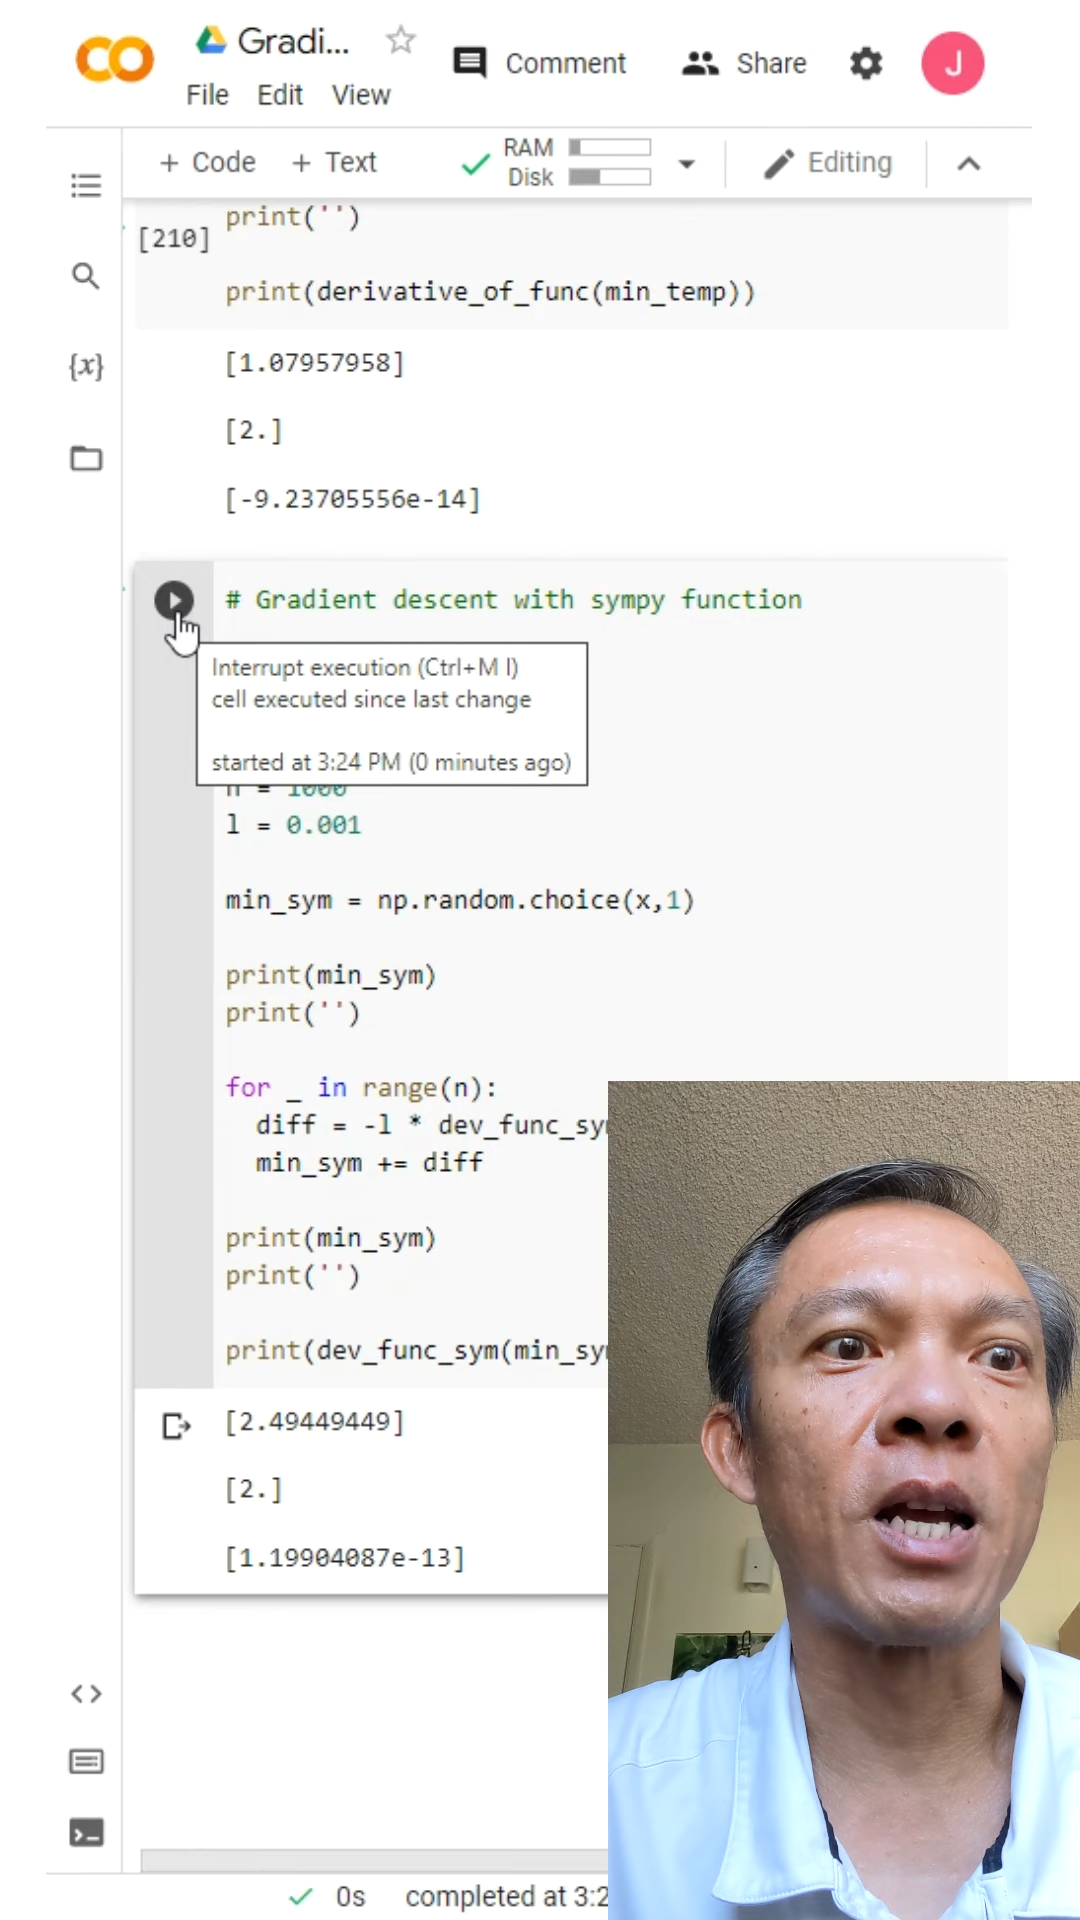 Gradi...
Comment
Share
J
File Edit View
+ Code + Text
RAM
Disk
Editing
print('')
[210]
print(derivative_of_func(min_temp))
[1.07957958]
[2.]
[-9.23705556e-14]
{x}
# Gradient descent with sympy function
Interrupt execution (Ctrl+M I)
cell executed since last change
started at 3:24 PM (0 minutes ago)
n = 1000
l = 0.001
min_sym = np.random.choice(x,1)
print(min_sym)
print('')
for _ in range(n):
diff = -l * dev_func_sy
min_sym += diff
print(min_sym)
print('')
print(dev_func_sym(min_sy
[2.49449449]
[2.]
[1.19904087e-13]
0s completed at 3:2